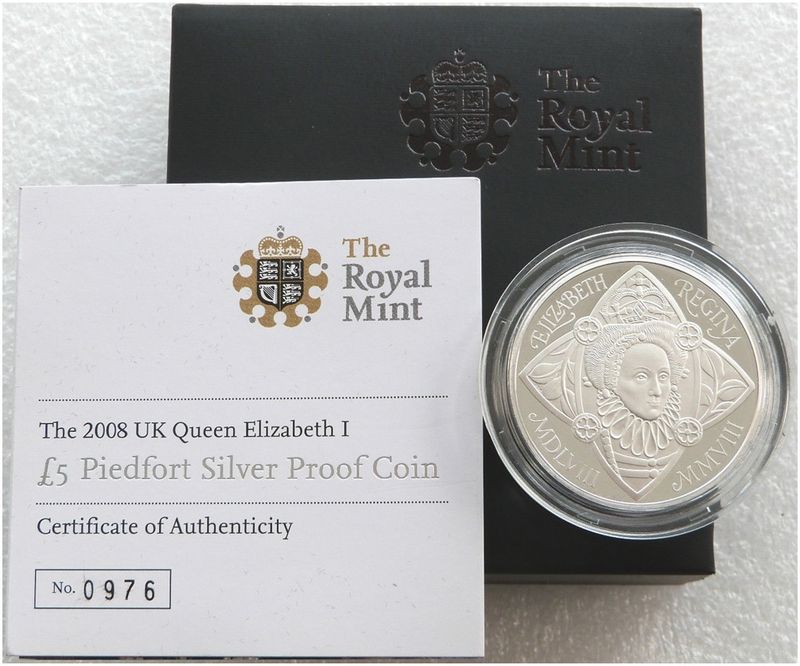 The
Royal
Mint
The
Royal
Mint
The 2008 UK Queen Elizabeth I
£5 Piedfort Silver Proof Coin
Certificate of Authenticity
No. 0976
ELIZABETH REGINA
MDLVIII MMVIII